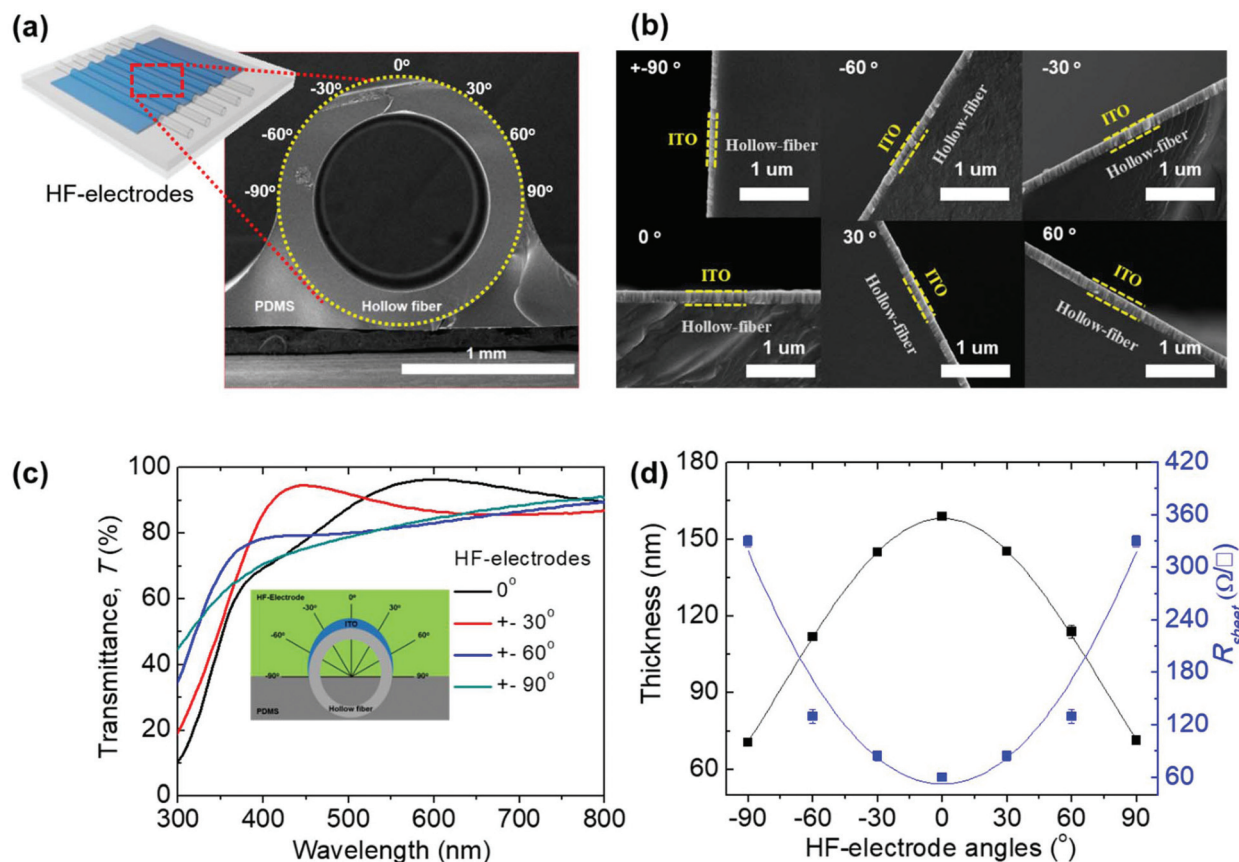 (a)
HF-electrodes
0°
-30°
30°
-60°
60°
-90°
90°
PDMS
Hollow fiber
1 mm
(b)
+-90 °
ITO
Hollow-fiber
1 um
-60 °
ITO
Hollow-fiber
1 um
-30 °
ITO
Hollow-fiber
1 um
0 °
ITO
Hollow-fiber
1 um
30 °
ITO
Hollow-fiber
1 um
60 °
ITO
Hollow-fiber
1 um
(c)
Transmittance, T (%)
100
80
60
40
20
0
300 400 500 600 700 800
Wavelength (nm)
HF-electrodes
0°
+- 30°
+- 60°
+- 90°
HF-Electrode
0°
-30°
30°
ITO
-60°
60°
-90°
90°
Hollow fiber
PDMS
(d)
Thickness (nm)
180
150
120
90
60
-90 -60 -30 0 30 60 90
HF-electrode angles (°)
420
360
300
240
180
120
60
Rsheet (Ω/□)